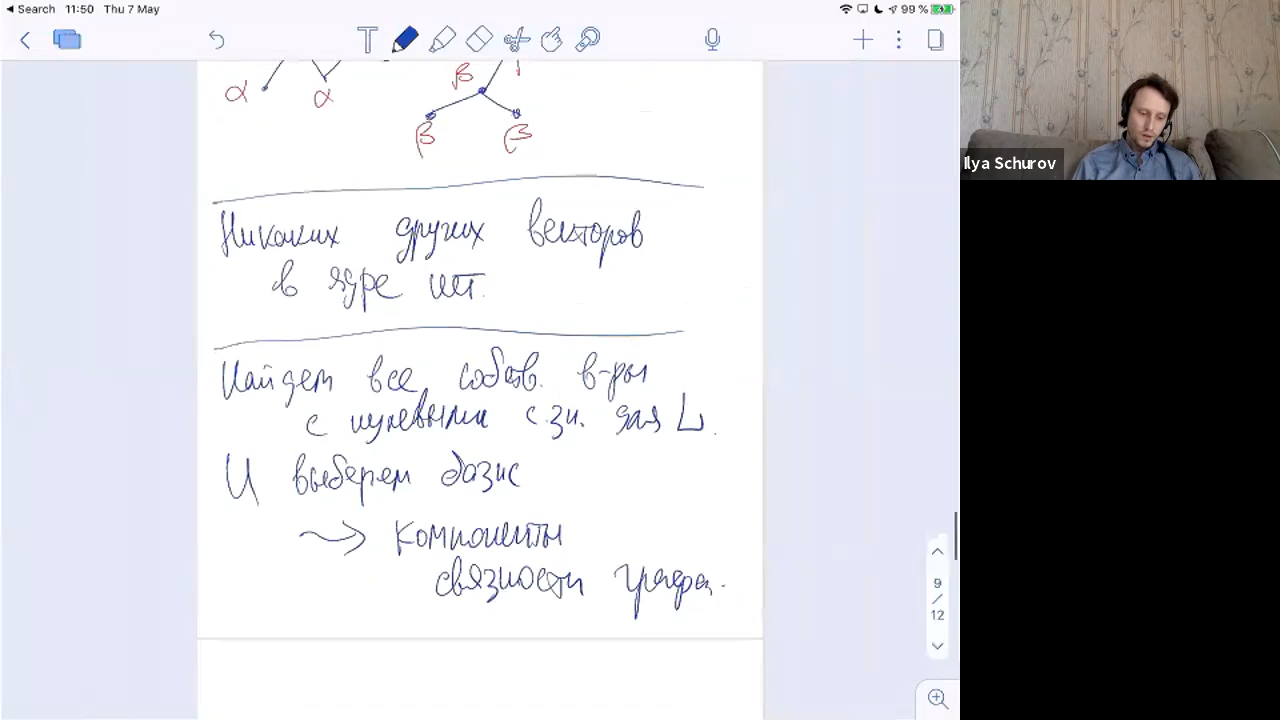 Search 11:50 Thu 7 May 99 %
T
Ilya Schurov
α α β
β β
Никаких других векторов
в ядре нет.
Найдем все собств. в-ры
с нулевыми с.зн. для L.
И выберем базис
компоненты
связности графа.
9
/
12